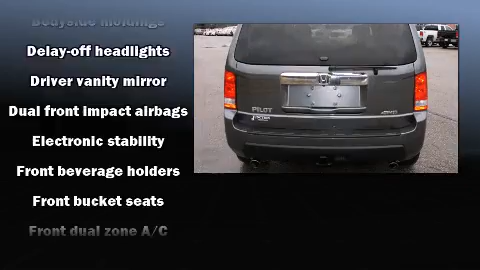 Bodyside moldings
Delay-off headlights
Driver vanity mirror
Dual front impact airbags
Electronic stability
Front beverage holders
Front bucket seats
Front dual zone A/C
PILOT
4WD